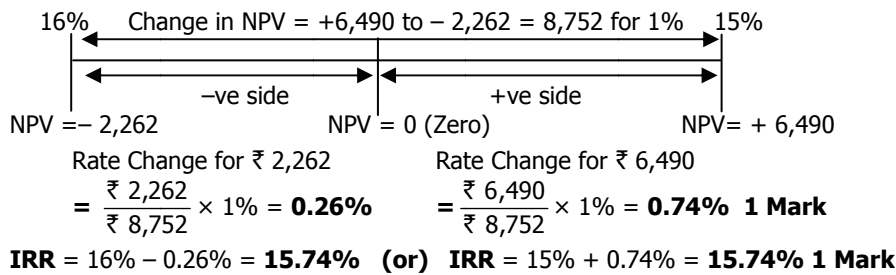 16% Change in NPV = +6,490 to – 2,262 = 8,752 for 1% 15%
–ve side +ve side
NPV =– 2,262 NPV = 0 (Zero) NPV= + 6,490
Rate Change for ₹ 2,262 Rate Change for ₹ 6,490
= ₹ 2,262 / ₹ 8,752 × 1% = 0.26% = ₹ 6,490 / ₹ 8,752 × 1% = 0.74% 1 Mark
IRR = 16% – 0.26% = 15.74% (or) IRR = 15% + 0.74% = 15.74% 1 Mark